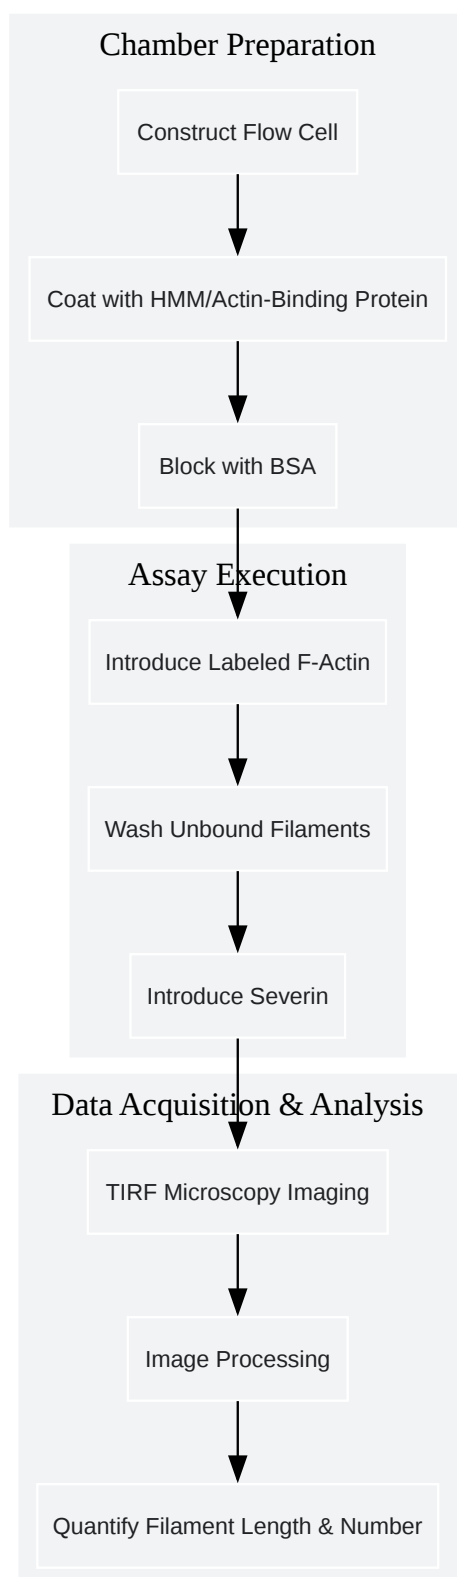 Chamber Preparation
Construct Flow Cell
Coat with HMM/Actin-Binding Protein
Block with BSA
Assay Execution
Introduce Labeled F-Actin
Wash Unbound Filaments
Introduce Severin
Data Acquisition & Analysis
TIRF Microscopy Imaging
Image Processing
Quantify Filament Length & Number